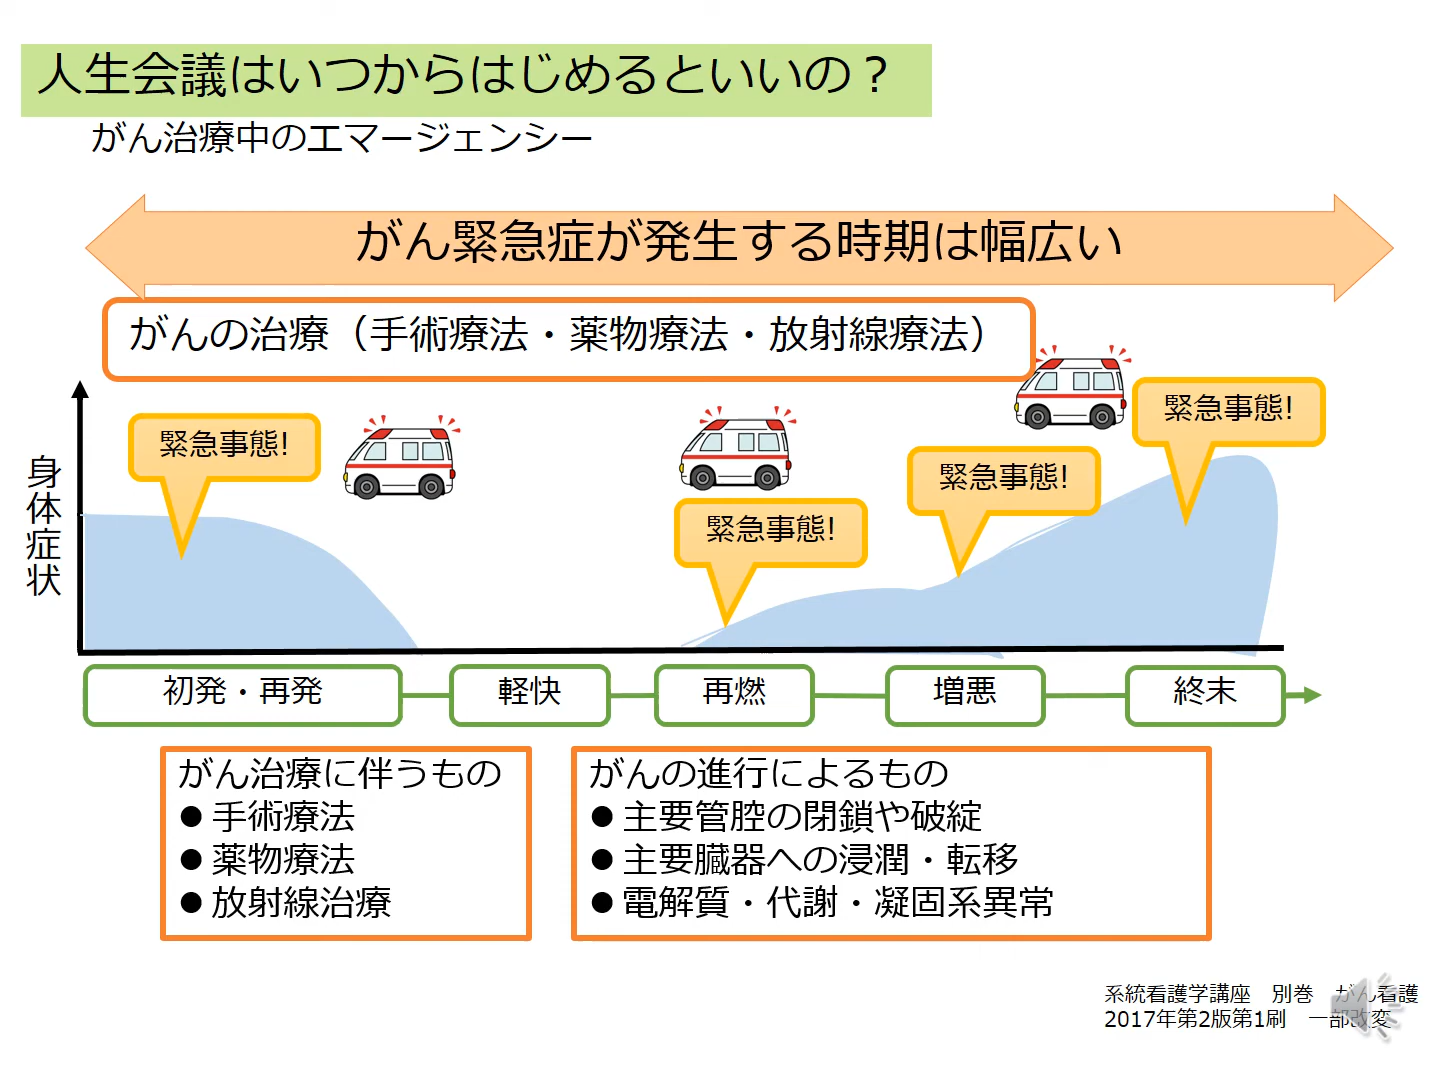 人生会議はいつからはじめるといいの？
がん治療中のエマージェンシー
がん緊急症が発生する時期は幅広い
がんの治療（手術療法・薬物療法・放射線療法）
緊急事態!
緊急事態!
緊急事態!
緊急事態!
身体症状
初発・再発
軽快
再燃
増悪
終末
がん治療に伴うもの
● 手術療法
● 薬物療法
● 放射線治療
がんの進行によるもの
● 主要管腔の閉鎖や破綻
● 主要臓器への浸潤・転移
● 電解質・代謝・凝固系異常
系統看護学講座　別巻　がん看護
2017年第2版第1刷　一部改変